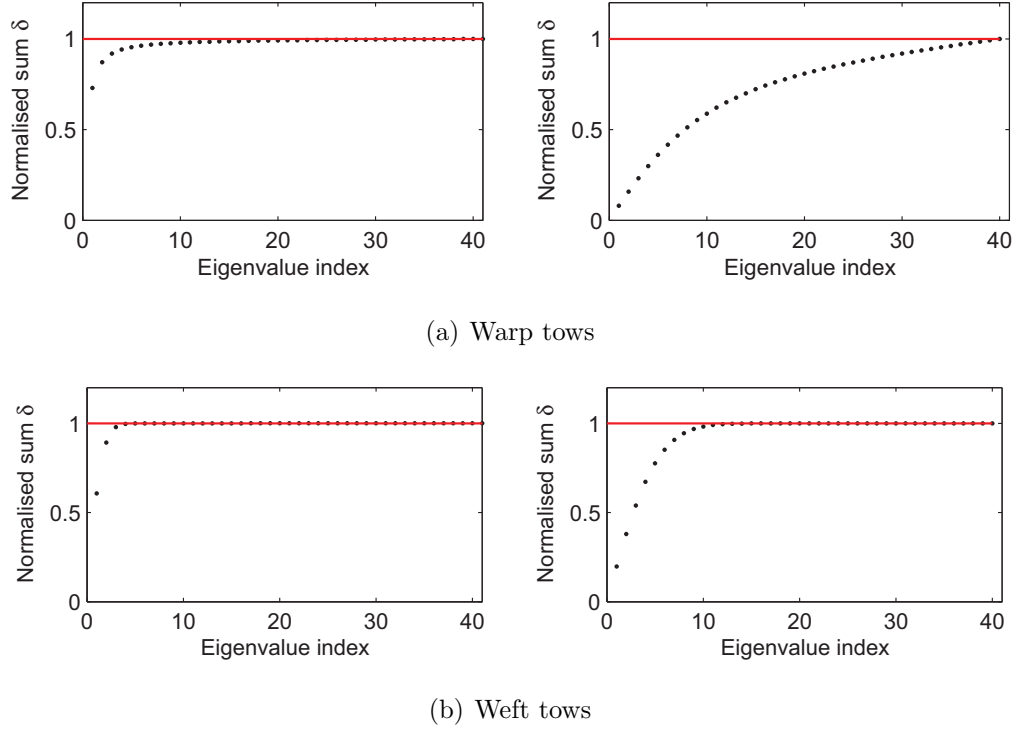 Normalised sum δ
1
0.5
0
0 10 20 30 40
Eigenvalue index
Normalised sum δ
1
0.5
0
0 10 20 30 40
Eigenvalue index
(a) Warp tows
Normalised sum δ
1
0.5
0
0 10 20 30 40
Eigenvalue index
Normalised sum δ
1
0.5
0
0 10 20 30 40
Eigenvalue index
(b) Weft tows